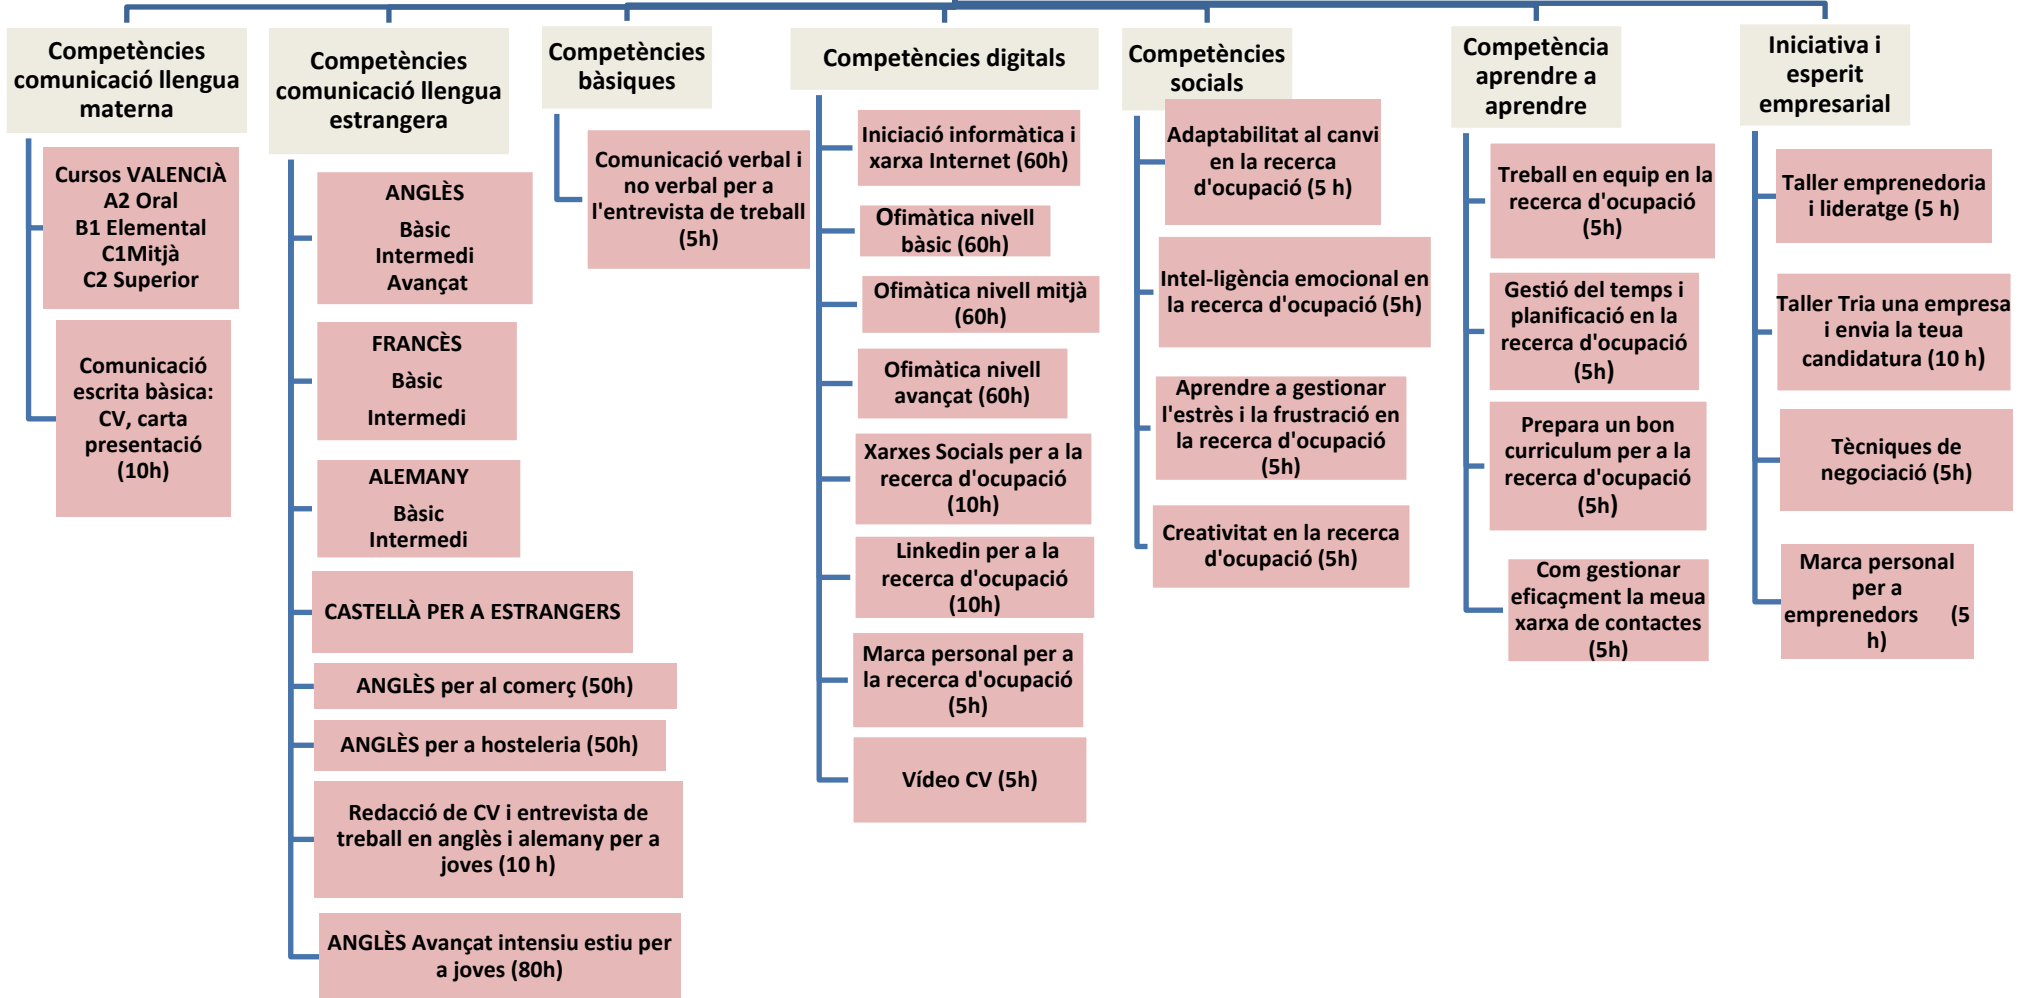 Competències
comunicació llengua
materna
Cursos VALENCIÀ
A2 Oral
B1 Elemental
C1Mitjà
C2 Superior
Comunicació
escrita bàsica:
CV, carta
presentació
(10h)
Competències
comunicació llengua
estrangera
ANGLÈS
Bàsic
Intermedi
Avançat
FRANCÈS
Bàsic
Intermedi
ALEMANY
Bàsic
Intermedi
CASTELLÀ PER A ESTRANGERS
ANGLÈS per al comerç (50h)
ANGLÈS per a hosteleria (50h)
Redacció de CV i entrevista de
treball en anglès i alemany per a
joves (10 h)
ANGLÈS Avançat intensiu estiu per
a joves (80h)
Competències
bàsiques
Comunicació verbal i
no verbal per a
l'entrevista de treball
(5h)
Competències digitals
Iniciació informàtica i
xarxa Internet (60h)
Ofimàtica nivell
bàsic (60h)
Ofimàtica nivell mitjà
(60h)
Ofimàtica nivell
avançat (60h)
Xarxes Socials per a la
recerca d'ocupació
(10h)
Linkedin per a la
recerca d'ocupació
(10h)
Marca personal per a
la recerca d'ocupació
(5h)
Vídeo CV (5h)
Competències
socials
Adaptabilitat al canvi
en la recerca
d'ocupació (5 h)
Intel-ligència emocional en
la recerca d'ocupació (5h)
Aprendre a gestionar
l'estrès i la frustració en
la recerca d'ocupació
(5h)
Creativitat en la recerca
d'ocupació (5h)
Competència
aprendre a
aprendre
Treball en equip en la
recerca d'ocupació
(5h)
Gestió del temps i
planificació en la
recerca d'ocupació
(5h)
Prepara un bon
curriculum per a la
recerca d'ocupació
(5h)
Com gestionar
eficaçment la meua
xarxa de contactes
(5h)
Iniciativa i
esperit
empresarial
Taller emprenedoria
i lideratge (5 h)
Taller Tria una empresa
i envia la teua
candidatura (10 h)
Tècniques de
negociació (5h)
Marca personal
per a
emprenedors (5
h)